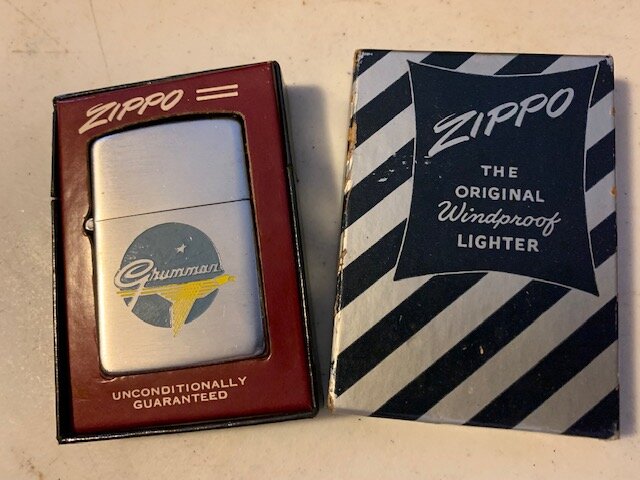 ZIPPO
Grumman
UNCONDITIONALLY
GUARANTEED
ZIPPO
THE
ORIGINAL
Windproof
LIGHTER